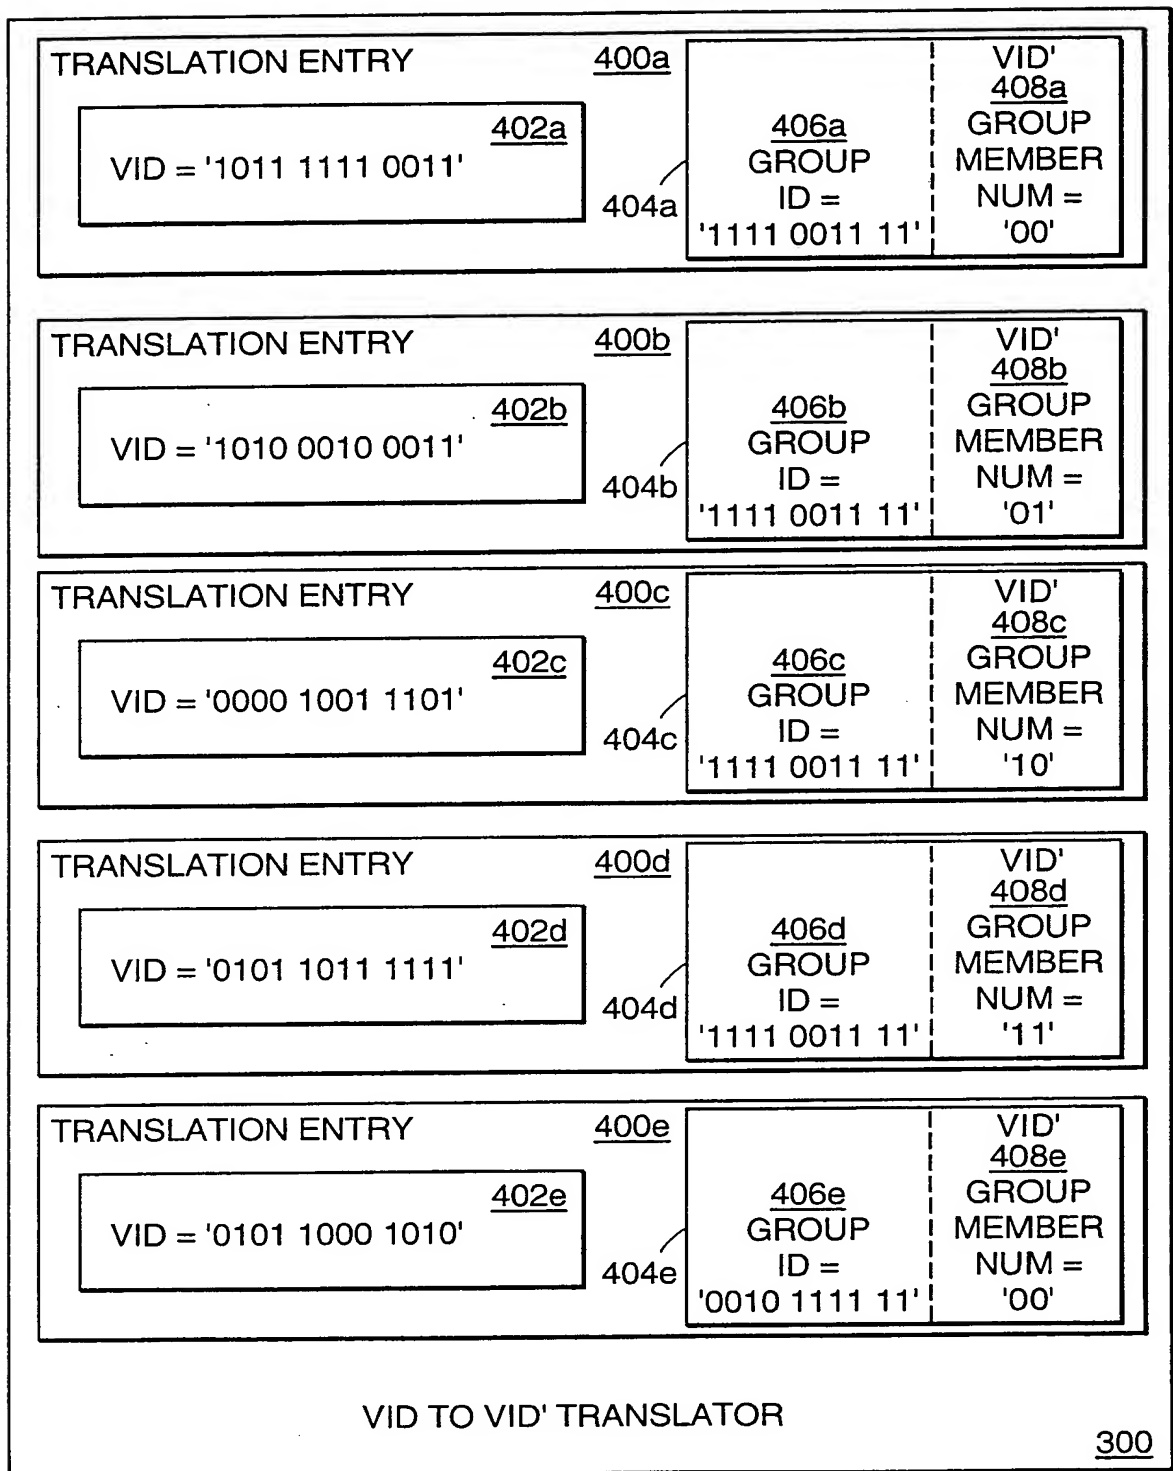 TRANSLATION ENTRY 400a
402a
VID = '1011 1111 0011'
404a
406a
GROUP
ID =
'1111 0011 11'
VID'
408a
GROUP
MEMBER
NUM =
'00'
TRANSLATION ENTRY 400b
402b
VID = '1010 0010 0011'
404b
406b
GROUP
ID =
'1111 0011 11'
VID'
408b
GROUP
MEMBER
NUM =
'01'
TRANSLATION ENTRY 400c
402c
VID = '0000 1001 1101'
404c
406c
GROUP
ID =
'1111 0011 11'
VID'
408c
GROUP
MEMBER
NUM =
'10'
TRANSLATION ENTRY 400d
402d
VID = '0101 1011 1111'
404d
406d
GROUP
ID =
'1111 0011 11'
VID'
408d
GROUP
MEMBER
NUM =
'11'
TRANSLATION ENTRY 400e
402e
VID = '0101 1000 1010'
404e
406e
GROUP
ID =
'0010 1111 11'
VID'
408e
GROUP
MEMBER
NUM =
'00'
VID TO VID' TRANSLATOR
300